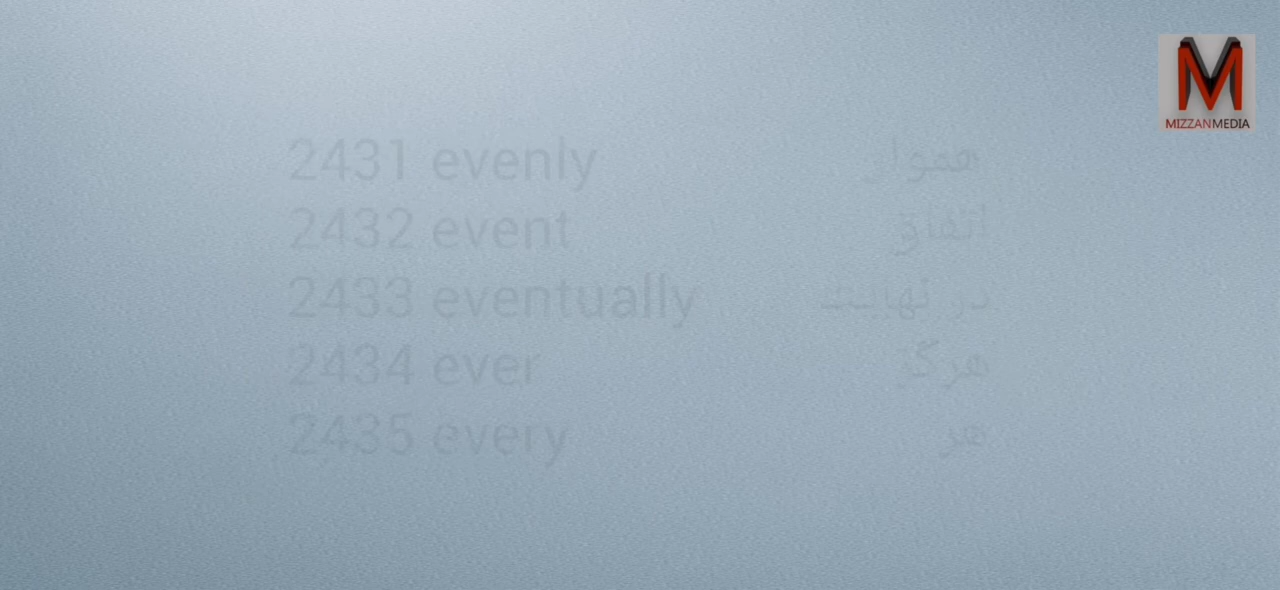 MIZZANMEDIA
2431 evenly هموار
2432 event اتفاق
2433 eventually در نهایت
2434 ever هرگز
2435 every هر